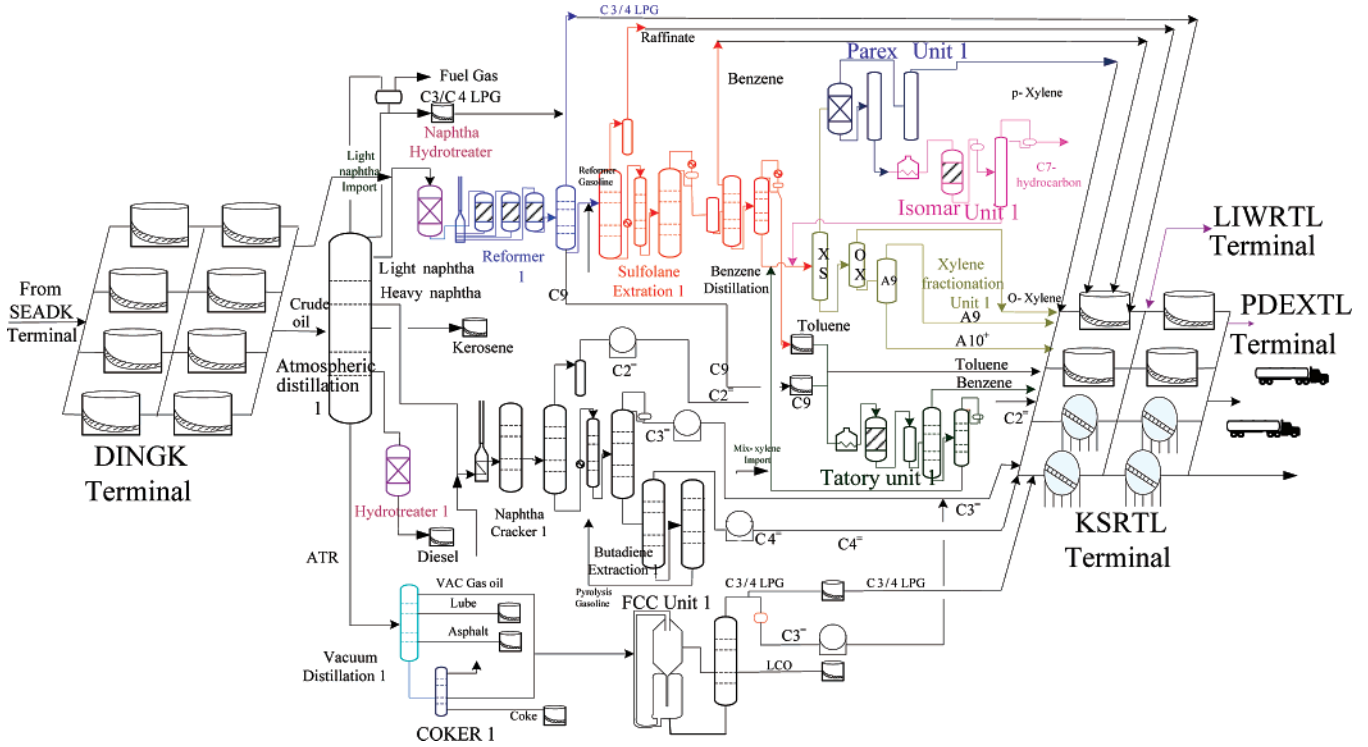 C 3/ 4 LPG
Raffinate
Parex Unit 1
Fuel Gas
C3/C 4 LPG
Benzene
p- Xylene
Naphtha
Hydrotreater
Light
naphtha
Import
Reformer
Gasoline
C7-
hydrocarbon
Isomar Unit 1
LIWRTL
Terminal
Reformer
1
Sulfolane
Extration 1
Benzene
Distillation
X
S
O
X
A9
Xylene
fractionation
Unit 1
O- Xylene
A9
A10+
From
SEADK
Terminal
Crude
oil
Light naphtha
Heavy naphtha
C9
PDEXTL
Terminal
Kerosene
Toluene
Atmospheric
distillation
1
C2=
C9
C2=
C9
Toluene
Benzene
C2=
C3=
DINGK
Terminal
Mix- xylene
Import
Tatory unit 1
Hydrotreater 1
Naphtha
Cracker 1
C3=
KSRTL
Terminal
Diesel
C4=
C4=
ATR
Butadiene
Extraction 1
Pyrolysis
Gasoline
VAC Gas oil
Lube
Asphalt
FCC Unit 1
C 3/ 4 LPG
C 3/ 4 LPG
C3=
Vacuum
Distillation 1
LCO
Coke
COKER 1